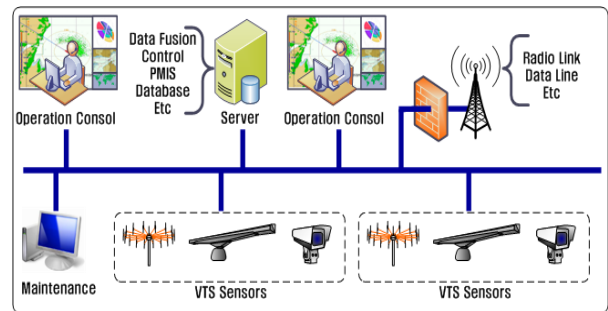 Data Fusion
Control
PMIS
Database
Etc
Radio Link
Data Line
Etc
Operation Consol
Server
Operation Consol
Maintenance
VTS Sensors
VTS Sensors